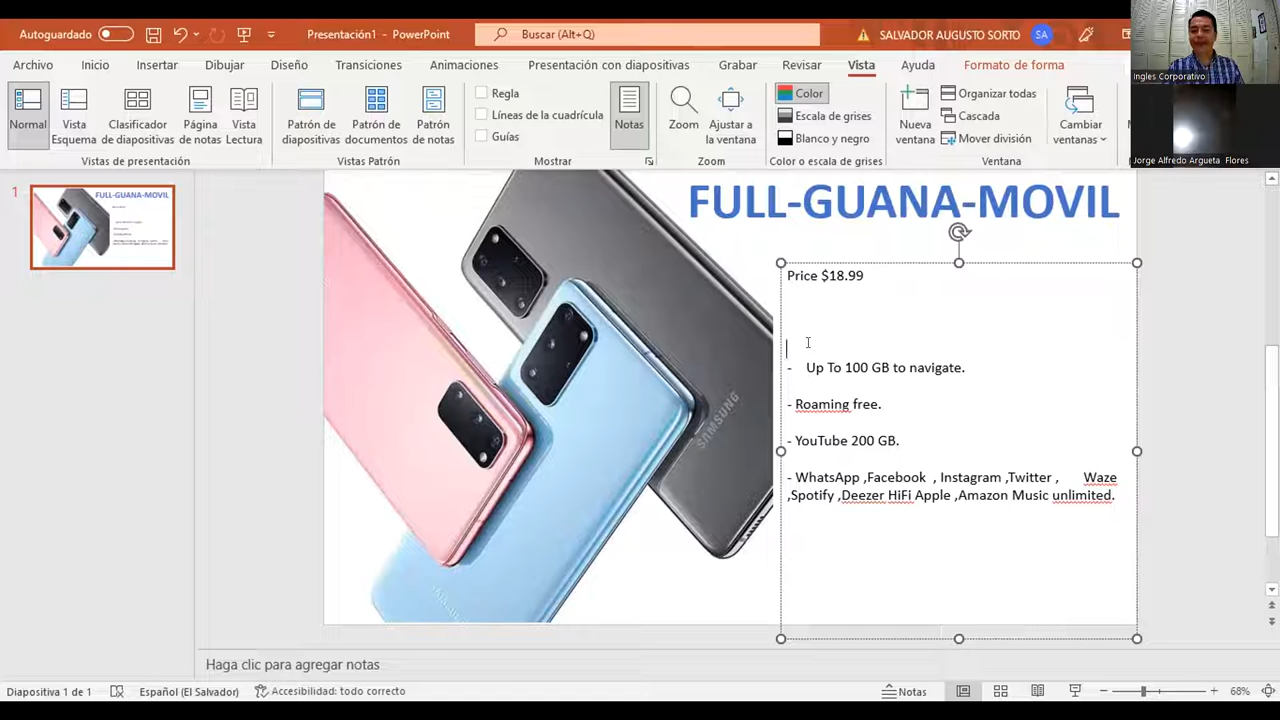 Autoguardado
Presentación1 - PowerPoint
Buscar (Alt+Q)
SALVADOR AUGUSTO SORTO
SA
Archivo
Inicio
Insertar
Dibujar
Diseño
Transiciones
Animaciones
Presentación con diapositivas
Grabar
Revisar
Vista
Ayuda
Formato de forma
Normal
Vista Esquema
Clasificador de diapositivas
Página de notas
Vista Lectura
Vistas de presentación
Patrón de diapositivas
Patrón de documentos
Patrón de notas
Vistas Patrón
Regla
Líneas de la cuadrícula
Guías
Mostrar
Notas
Zoom
Ajustar a la ventana
Zoom
Color
Escala de grises
Blanco y negro
Color o escala de grises
Nueva ventana
Organizar todas
Cascada
Mover división
Ventana
Cambiar ventanas
Ingles Corporativo
Jorge Alfredo Argueta Flores
1
FULL-GUANA-MOVIL
FULL-GUANA-MOVIL
SAMSUNG
Price $18.99
- Up To 100 GB to navigate.
- Roaming free.
- YouTube 200 GB.
- WhatsApp ,Facebook , Instagram ,Twitter , Waze
,Spotify ,Deezer HiFi Apple ,Amazon Music unlimited.
Haga clic para agregar notas
Diapositiva 1 de 1
Español (El Salvador)
Accesibilidad: todo correcto
Notas
68%